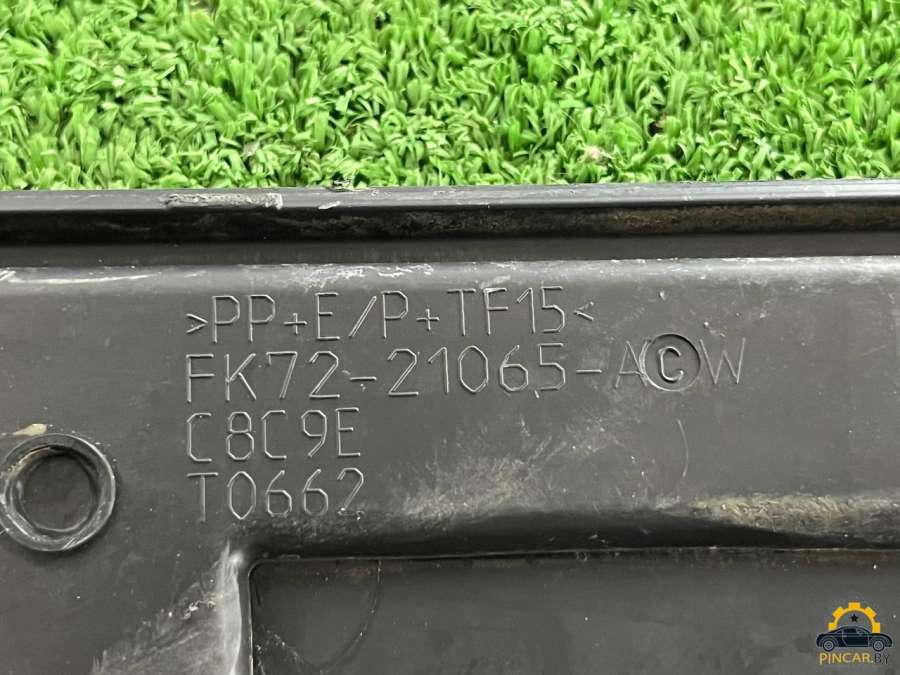 >PP+E/P+TF15<
FK72-21065-ACW
C8C9E
T0662
PINCAR.BY